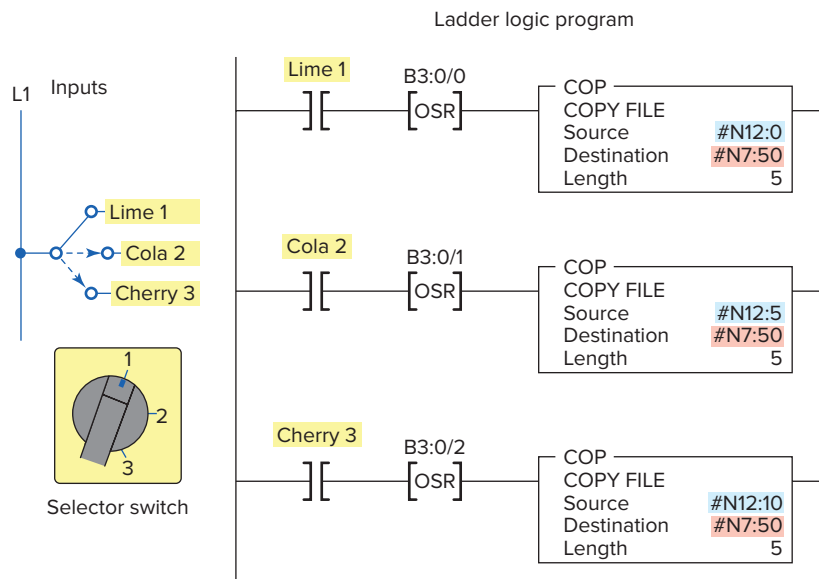 Ladder logic program
Inputs
L1
Lime 1
Cola 2
Cherry 3
1
2
3
Selector switch
Lime 1
B3:0/0
OSR
COP
COPY FILE
Source #N12:0
Destination #N7:50
Length 5
Cola 2
B3:0/1
OSR
COP
COPY FILE
Source #N12:5
Destination #N7:50
Length 5
Cherry 3
B3:0/2
OSR
COP
COPY FILE
Source #N12:10
Destination #N7:50
Length 5